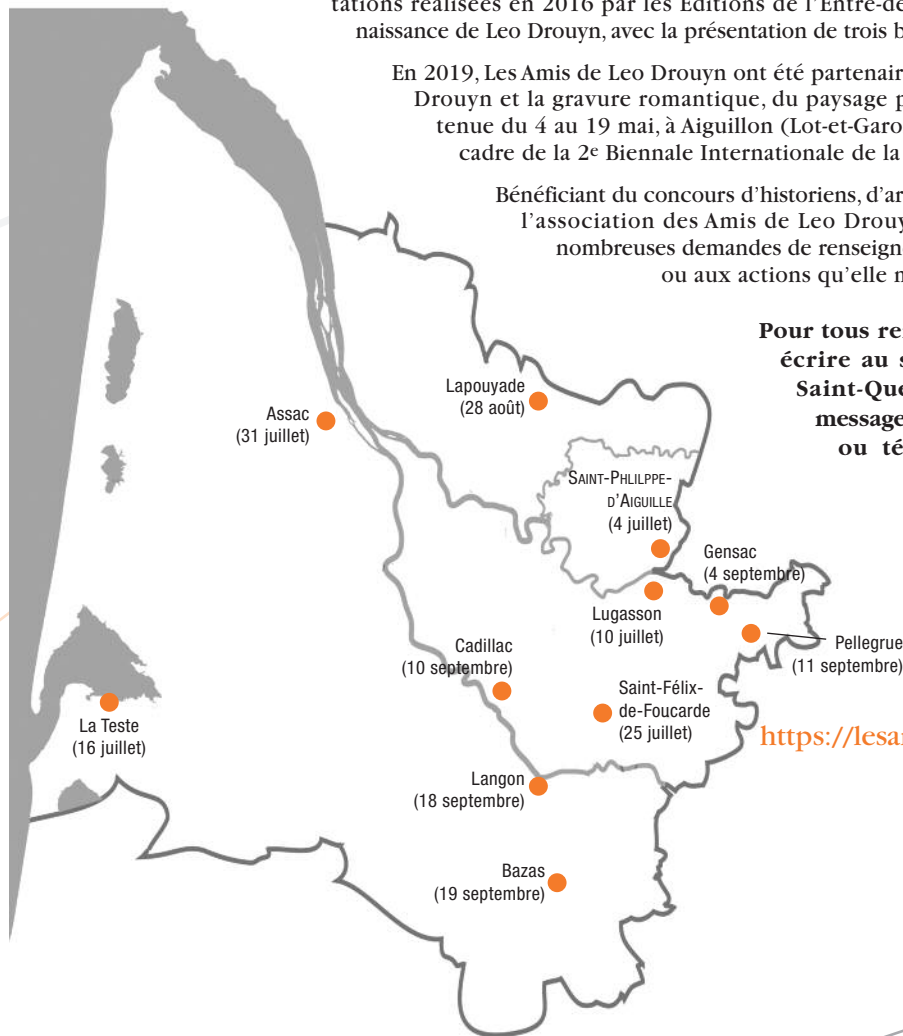 tations réalisées en 2016 par les Éditions de l'Entre-de
naissance de Leo Drouyn, avec la présentation de trois b
En 2019, Les Amis de Leo Drouyn ont été partenair
Drouyn et la gravure romantique, du paysage p
tenue du 4 au 19 mai, à Aiguillon (Lot-et-Garo
cadre de la 2e Biennale Internationale de la
Bénéficiant du concours d'historiens, d'ar
l'association des Amis de Leo Drouy
nombreuses demandes de renseign
ou aux actions qu'elle m
Pour tous re
écrire au s
Saint-Que
message
ou té
Lapouyade
(28 août)
Assac
(31 juillet)
SAINT-PHLILPPE-
D'AIGUILLE
(4 juillet)
Gensac
(4 septembre)
Lugasson
(10 juillet)
Pellegrue
(11 septembre)
Cadillac
(10 septembre)
Saint-Félix-
de-Foucarde
(25 juillet)
La Teste
(16 juillet)
https://lesa
Langon
(18 septembre)
Bazas
(19 septembre)